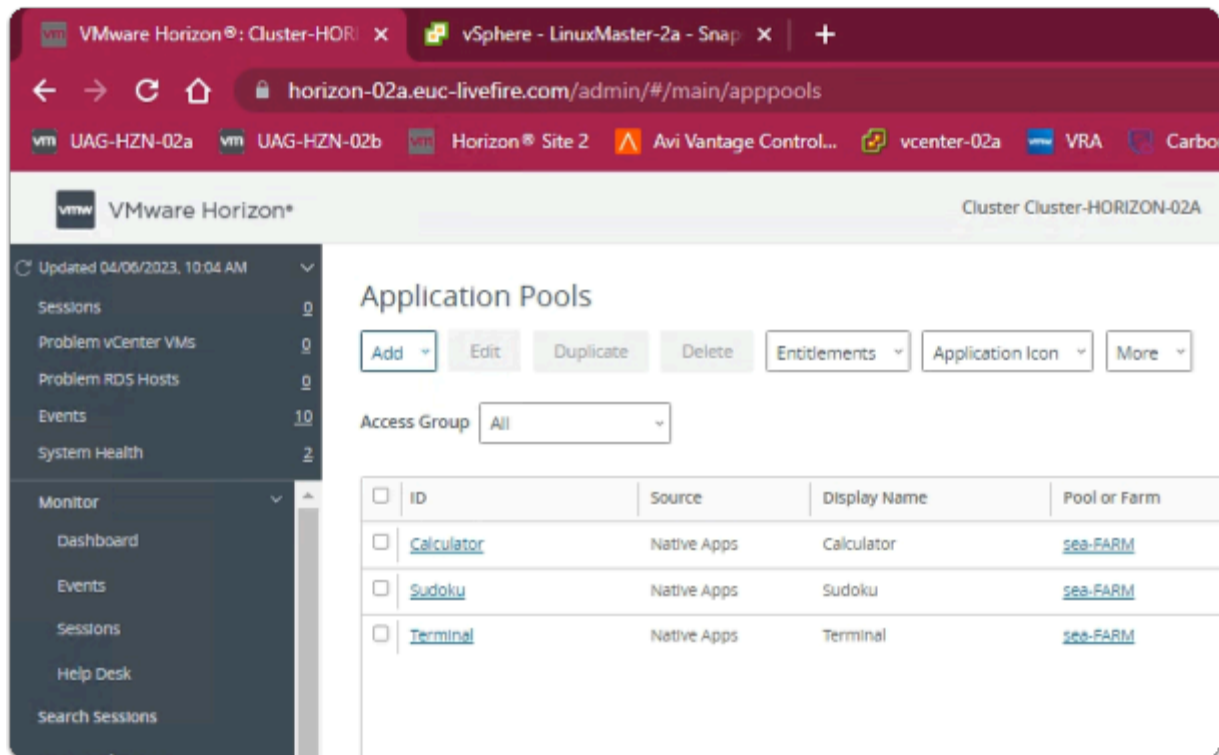 VMware Horizon®: Cluster-HORI
vSphere - LinuxMaster-2a - Snap
horizon-02a.euc-livefire.com/admin/#/main/apppools
UAG-HZN-02a UAG-HZN-02b Horizon® Site 2 Avi Vantage Control... vcenter-02a VRA Carbo
vmw VMware Horizon® Cluster Cluster-HORIZON-02A
Updated 04/06/2023, 10:04 AM
Sessions 0
Problem vCenter VMs 0
Problem RDS Hosts 0
Events 10
System Health 2
Monitor
Dashboard
Events
Sessions
Help Desk
Search Sessions
Application Pools
Add Edit Duplicate Delete Entitlements Application Icon More
Access Group All
ID Source Display Name Pool or Farm
Calculator Native Apps Calculator sea-FARM
Sudoku Native Apps Sudoku sea-FARM
Terminal Native Apps Terminal sea-FARM